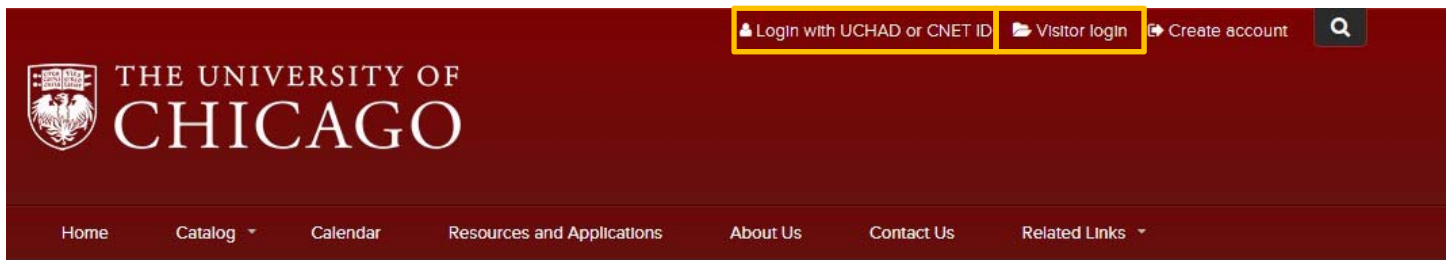 Login with UCHAD or CNET ID Visitor login Create account
THE UNIVERSITY OF
CHICAGO
Home Catalog Calendar Resources and Applications About Us Contact Us Related Links